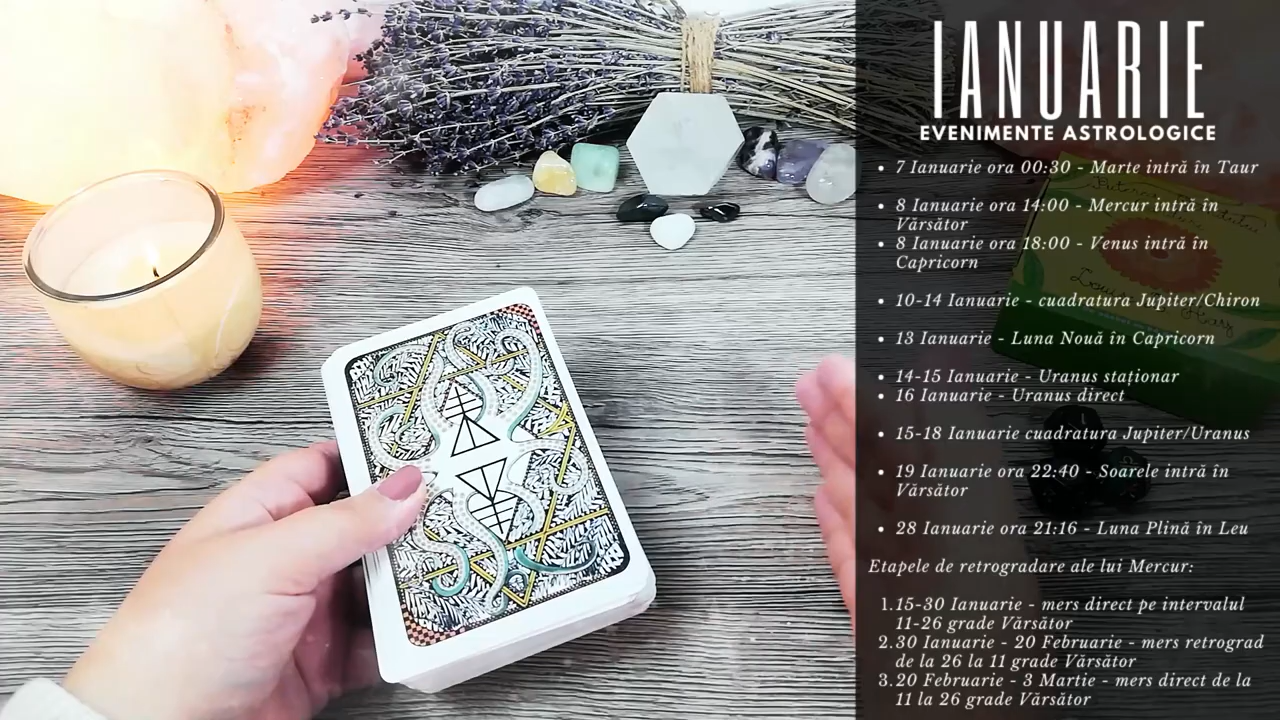 IANUARIE
EVENIMENTE ASTROLOGICE
• 7 Ianuarie ora 00:30 - Marte intră în Taur
• 8 Ianuarie ora 14:00 - Mercur intră în
Vărsător
• 8 Ianuarie ora 18:00 - Venus intră în
Capricorn
• 10-14 Ianuarie - cuadratura Jupiter/Chiron
• 13 Ianuarie - Luna Nouă în Capricorn
• 14-15 Ianuarie - Uranus staționar
• 16 Ianuarie - Uranus direct
• 15-18 Ianuarie cuadratura Jupiter/Uranus
• 19 Ianuarie ora 22:40 - Soarele intră în
Vărsător
• 28 Ianuarie ora 21:16 - Luna Plină în Leu
Etapele de retrogradare ale lui Mercur:
1. 15-30 Ianuarie - mers direct pe intervalul
11-26 grade Vărsător
2. 30 Ianuarie - 20 Februarie - mers retrograd
de la 26 la 11 grade Vărsător
3. 20 Februarie - 3 Martie - mers direct de la
11 la 26 grade Vărsător